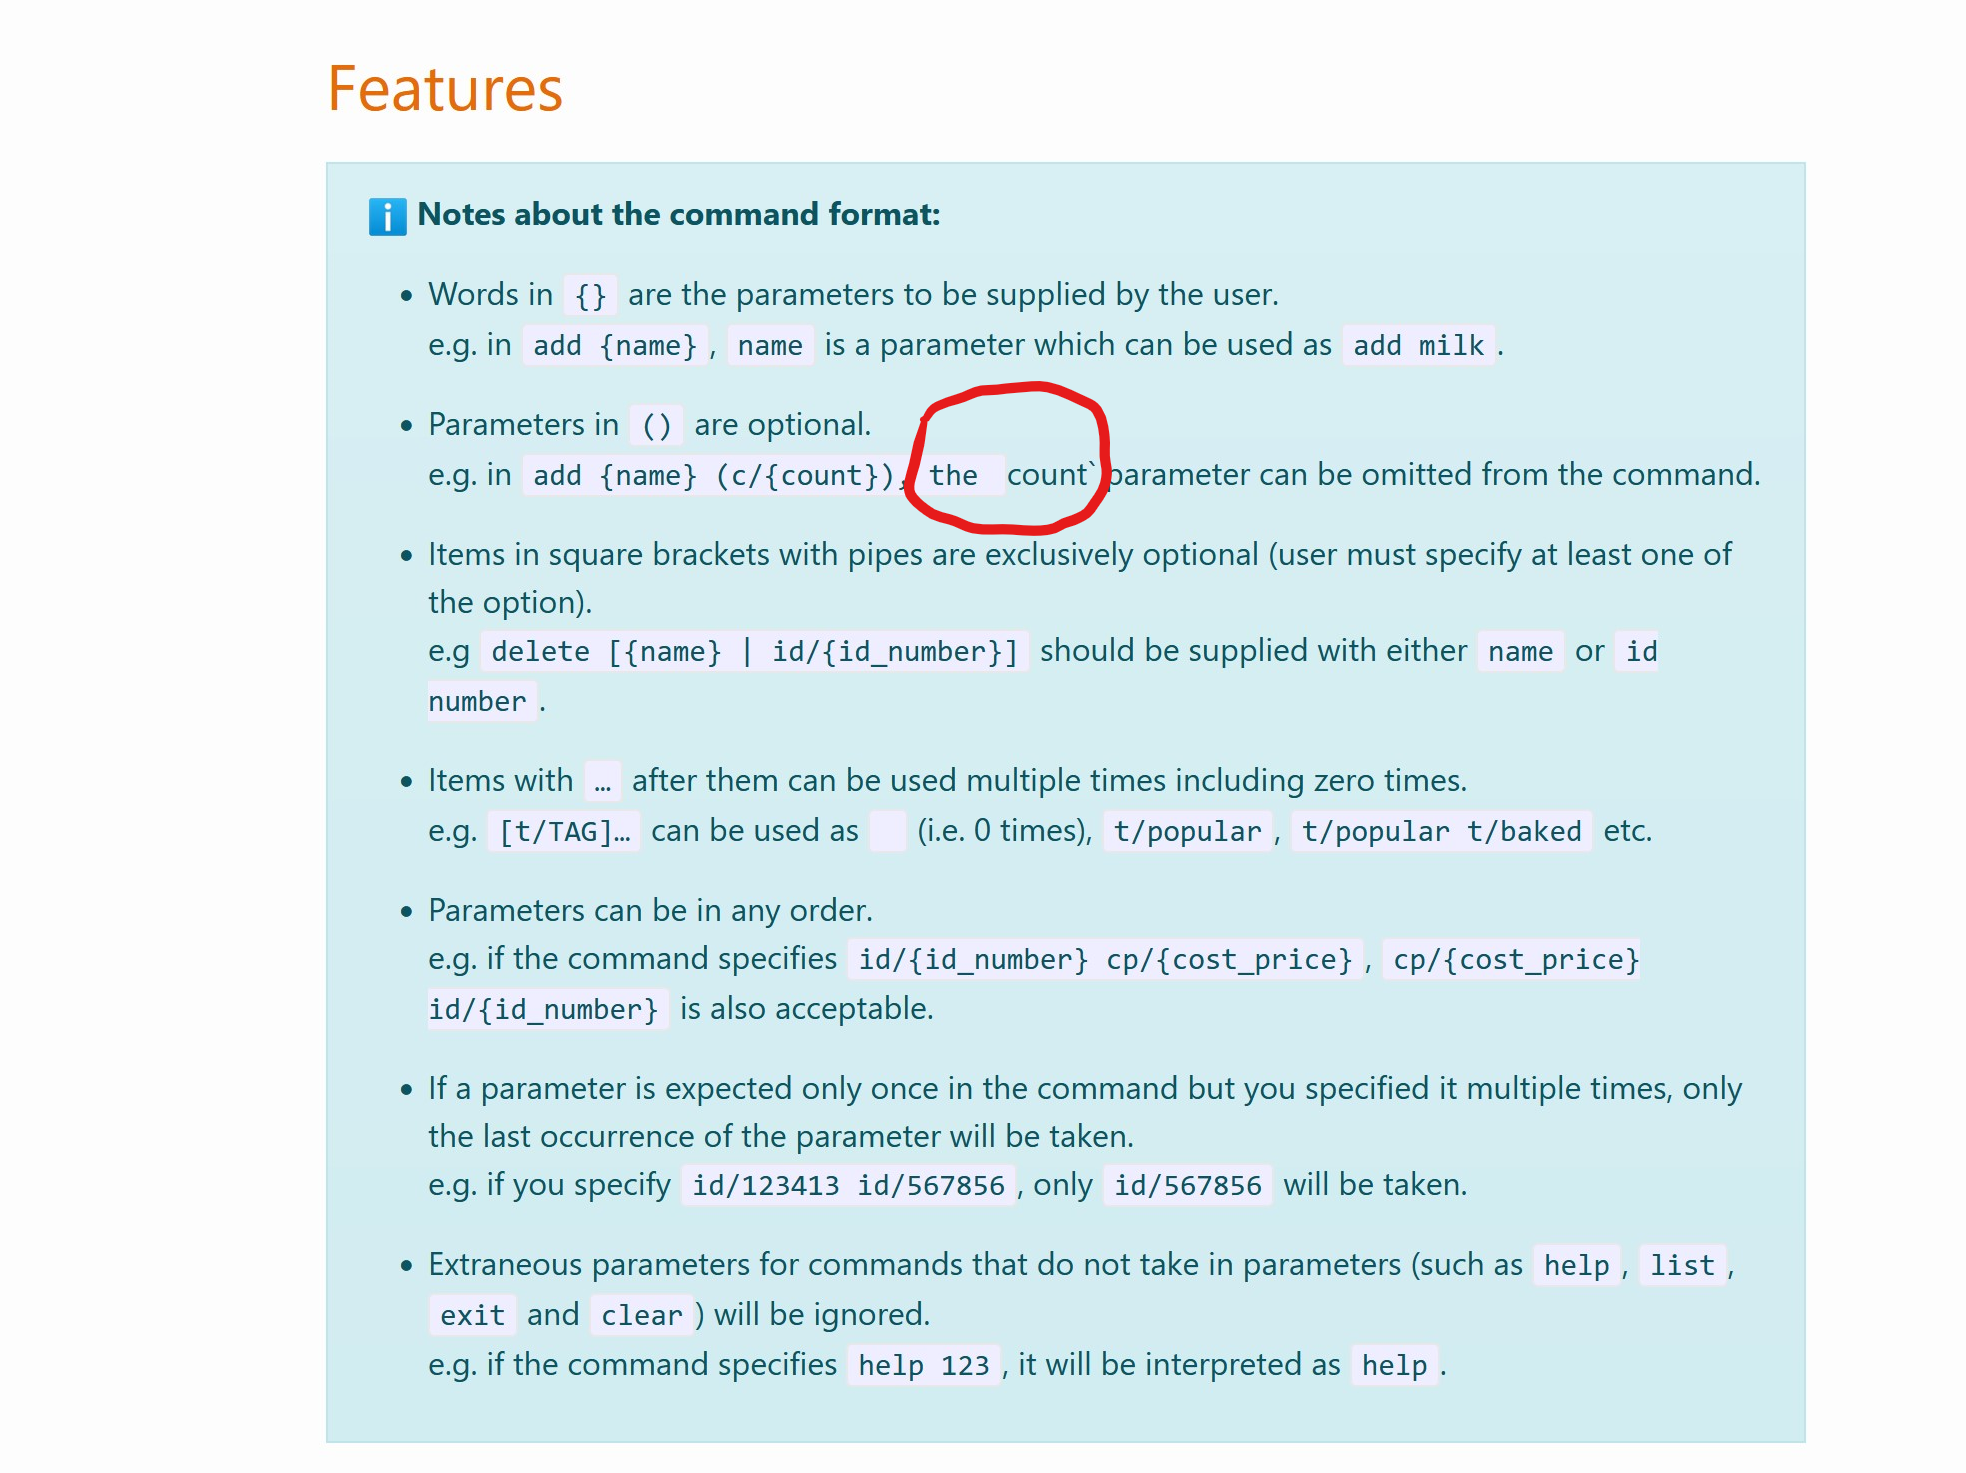 Features
Notes about the command format:
Words in {} are the parameters to be supplied by the user.
e.g. in add {name}, name is a parameter which can be used as add milk.
Parameters in () are optional.
e.g. in add {name} (c/{count}), the count` parameter can be omitted from the command.
Items in square brackets with pipes are exclusively optional (user must specify at least one of
the option).
e.g delete [{name} | id/{id_number}] should be supplied with either name or id
number.
Items with … after them can be used multiple times including zero times.
e.g. [t/TAG]… can be used as   (i.e. 0 times), t/popular, t/popular t/baked etc.
Parameters can be in any order.
e.g. if the command specifies id/{id_number} cp/{cost_price}, cp/{cost_price}
id/{id_number} is also acceptable.
If a parameter is expected only once in the command but you specified it multiple times, only
the last occurrence of the parameter will be taken.
e.g. if you specify id/123413 id/567856, only id/567856 will be taken.
Extraneous parameters for commands that do not take in parameters (such as help, list,
exit and clear) will be ignored.
e.g. if the command specifies help 123, it will be interpreted as help.